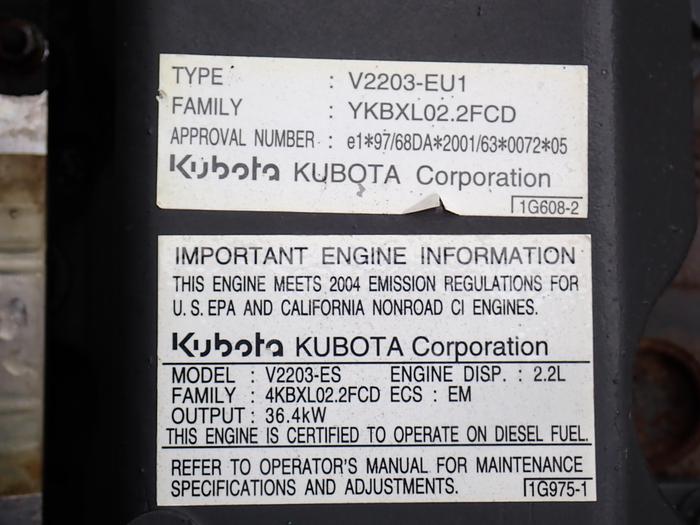 TYPE : V2203-EU1
FAMILY : YKBXL02.2FCD
APPROVAL NUMBER : e1*97/68DA*2001/63*0072*05
Kubota KUBOTA Corporation
1G608-2
IMPORTANT ENGINE INFORMATION
THIS ENGINE MEETS 2004 EMISSION REGULATIONS FOR
U.S. EPA AND CALIFORNIA NONROAD CI ENGINES.
Kubota KUBOTA Corporation
MODEL : V2203-ES ENGINE DISP. : 2.2L
FAMILY : 4KBXL02.2FCD ECS : EM
OUTPUT : 36.4kW
THIS ENGINE IS CERTIFIED TO OPERATE ON DIESEL FUEL.
REFER TO OPERATOR'S MANUAL FOR MAINTENANCE
SPECIFICATIONS AND ADJUSTMENTS. 1G975-1